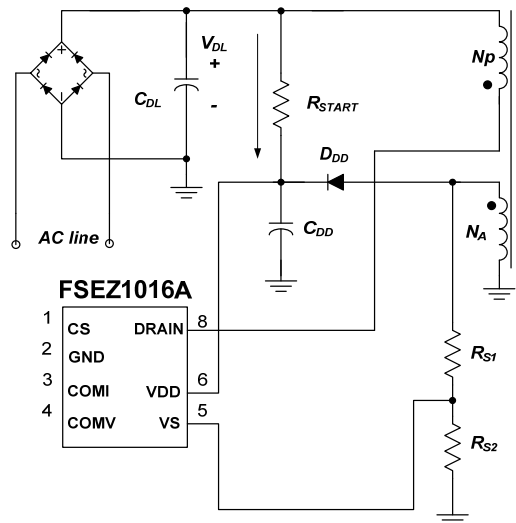 V_DL
+
Np
+
~
~
-
C_DL
-
R_START
D_DD
C_DD
N_A
AC line
FSEZ1016A
1 CS DRAIN 8
2 GND
3 COMI VDD 6
4 COMV VS 5
R_S1
R_S2